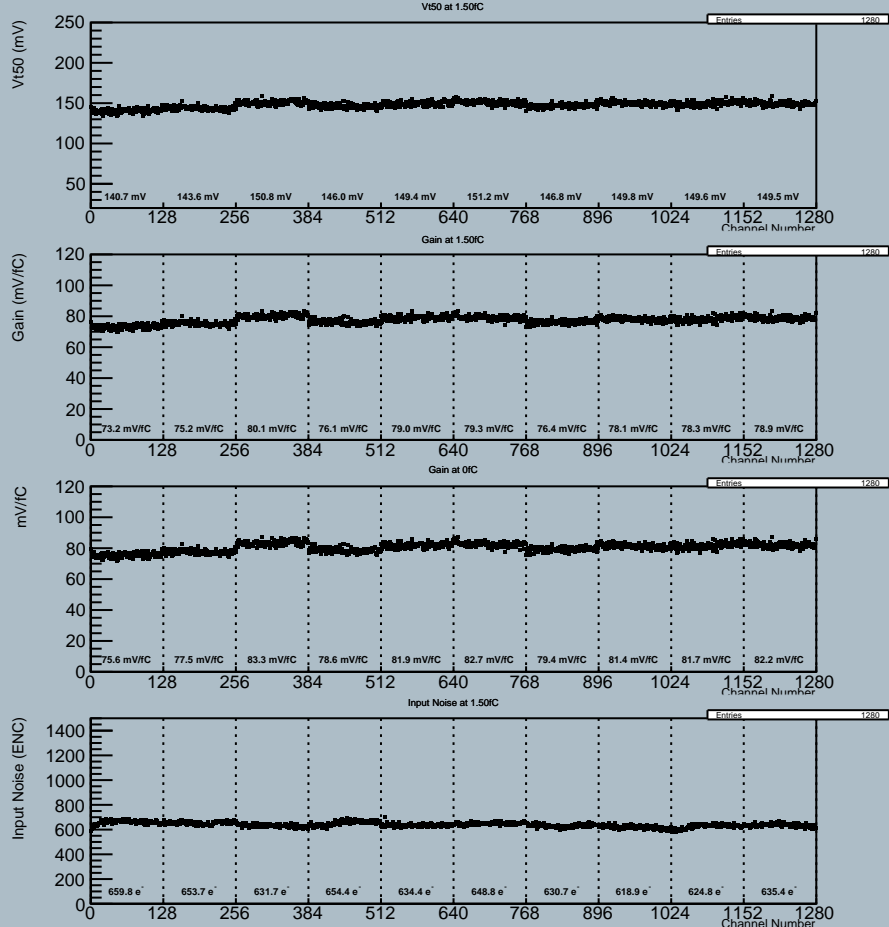 Vt50 at 1.50fC
Entries 1280
Vt50 (mV)
250
200
150
100
50
140.7 mV 143.6 mV 150.8 mV 146.0 mV 149.4 mV 151.2 mV 146.8 mV 149.8 mV 149.6 mV 149.5 mV
0 128 256 384 512 640 768 896 1024 1152 1280
Channel Number
Gain at 1.50fC
Entries 1280
Gain (mV/fC)
120
100
80
60
40
20
0
73.2 mV/fC 75.2 mV/fC 80.1 mV/fC 76.1 mV/fC 79.0 mV/fC 79.3 mV/fC 76.4 mV/fC 78.1 mV/fC 78.3 mV/fC 78.9 mV/fC
0 128 256 384 512 640 768 896 1024 1152 1280
Channel Number
Gain at 0fC
Entries 1280
mV/fC
120
100
80
60
40
20
0
75.6 mV/fC 77.5 mV/fC 83.3 mV/fC 78.6 mV/fC 81.9 mV/fC 82.7 mV/fC 79.4 mV/fC 81.4 mV/fC 81.7 mV/fC 82.2 mV/fC
0 128 256 384 512 640 768 896 1024 1152 1280
Channel Number
Input Noise at 1.50fC
Entries 1280
Input Noise (ENC)
1400
1200
1000
800
600
400
200
0
659.8 e⁻ 653.7 e⁻ 631.7 e⁻ 654.4 e⁻ 634.4 e⁻ 648.8 e⁻ 630.7 e⁻ 618.9 e⁻ 624.8 e⁻ 635.4 e⁻
0 128 256 384 512 640 768 896 1024 1152 1280
Channel Number